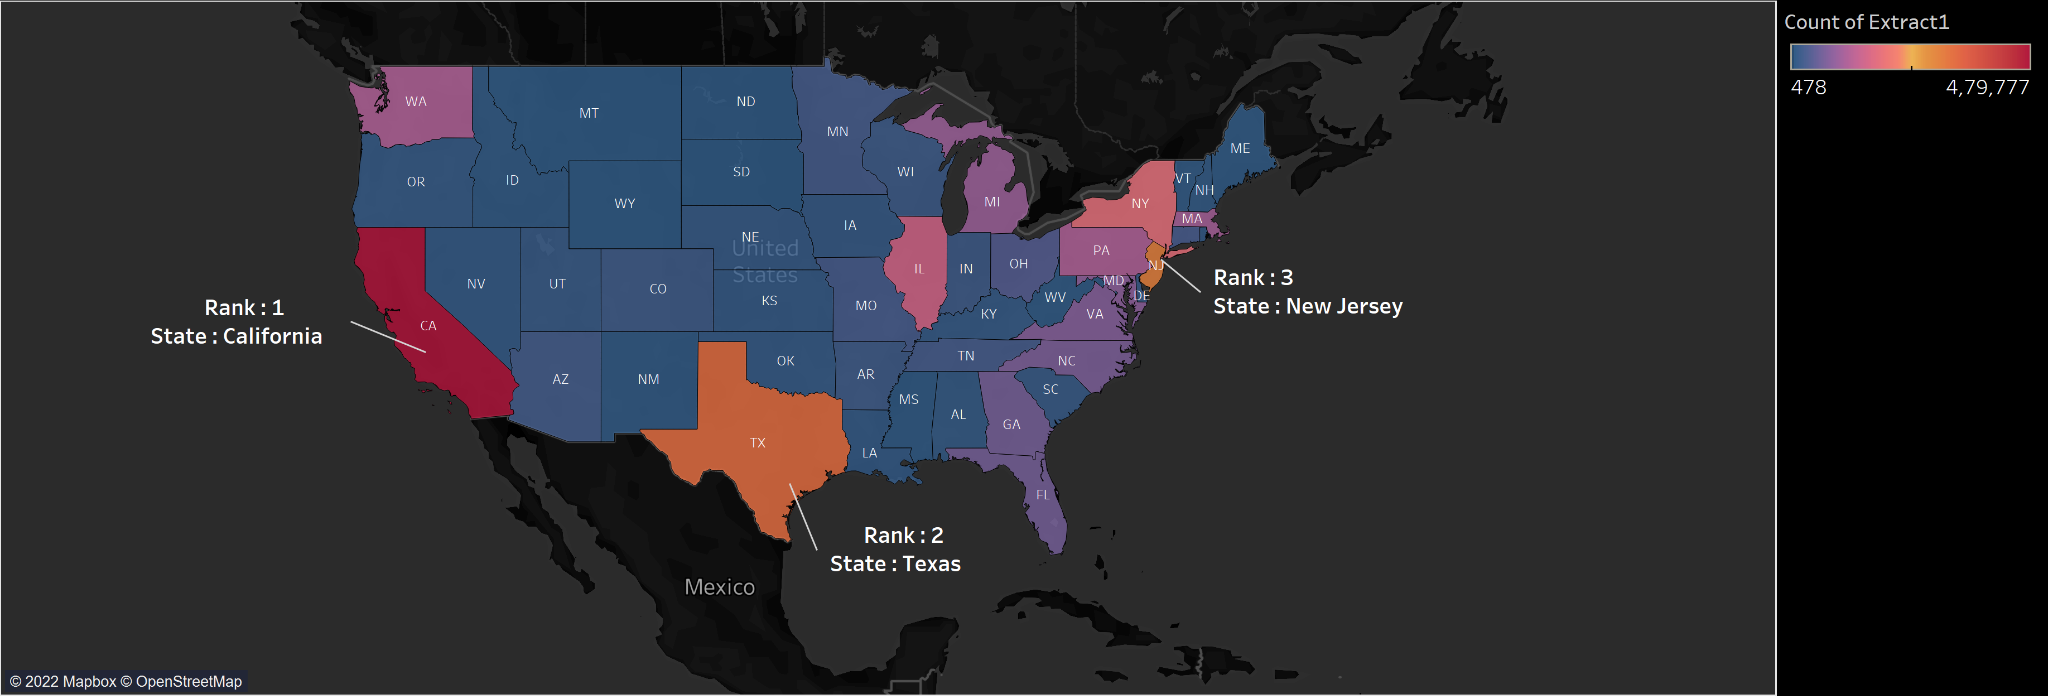 Count of Extract1
478 4,79,777
WA
MT
ND
MN
OR
ID
WY
SD
WI
MI
NY
VT
NH
ME
MA
NV
UT
CO
NE
United
States
KS
IA
MO
IL
IN
OH
PA
NJ
MD
DE
WV
VA
KY
CA
AZ
NM
OK
AR
TN
NC
SC
MS
AL
GA
TX
LA
FL
Rank : 1
State : California
Rank : 3
State : New Jersey
Rank : 2
State : Texas
Mexico
© 2022 Mapbox © OpenStreetMap